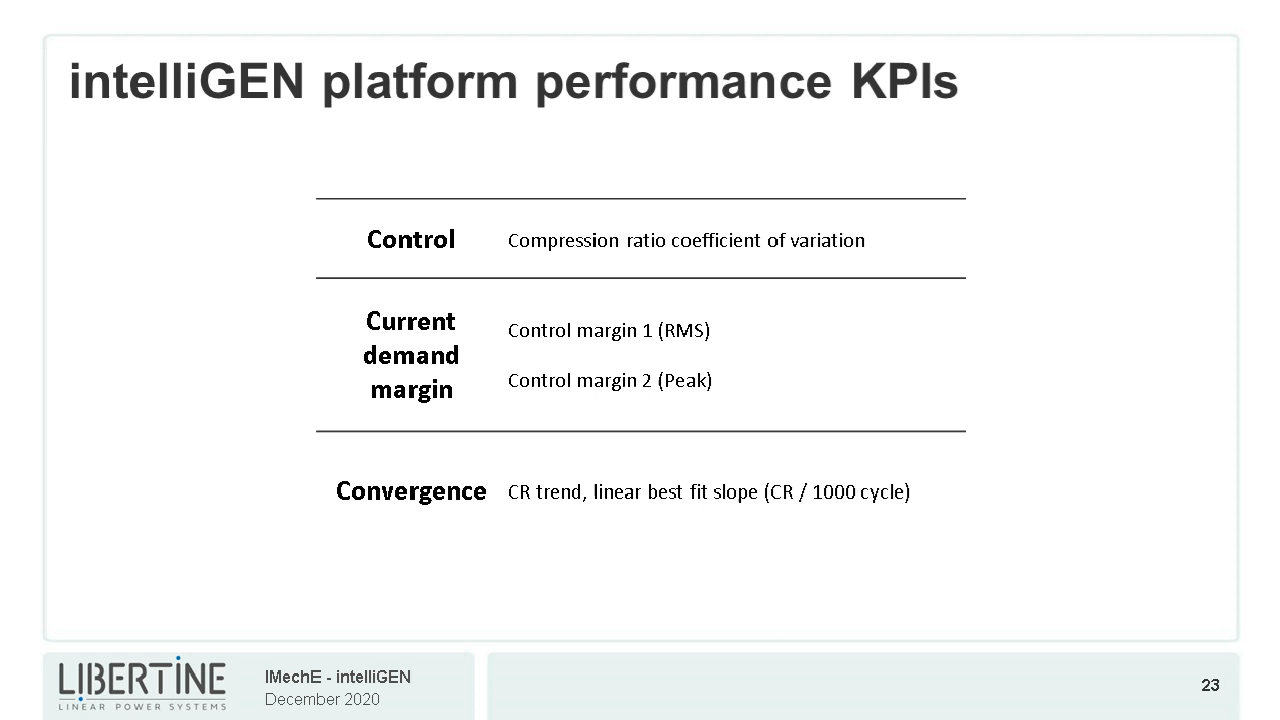 intelliGEN platform performance KPIs
Control
Compression ratio coefficient of variation
Current
demand
margin
Control margin 1 (RMS)
Control margin 2 (Peak)
Convergence
CR trend, linear best fit slope (CR / 1000 cycle)
LIBERTINE
LINEAR POWER SYSTEMS
IMechE - intelliGEN
December 2020
23